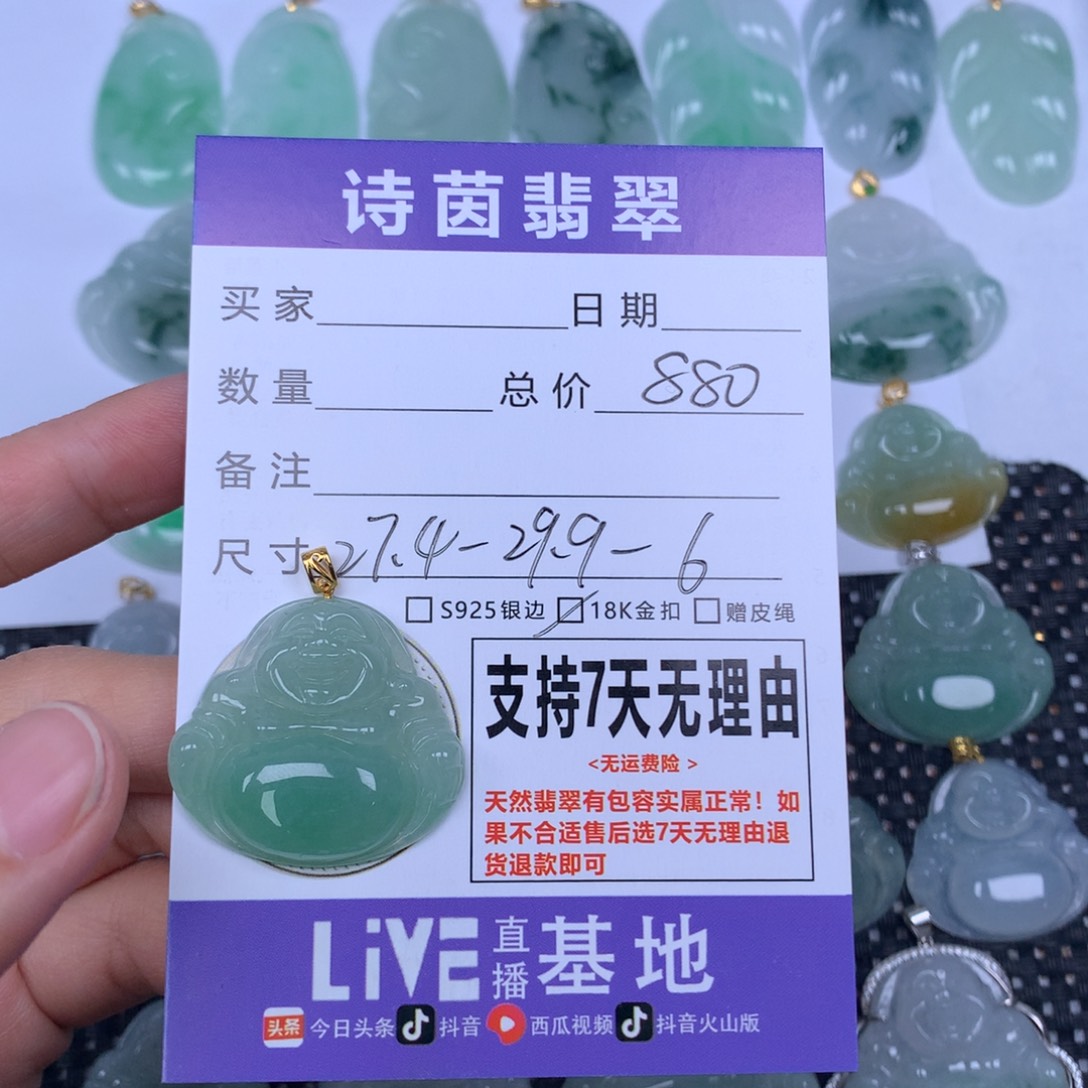 诗茵翡翠
买家 日期
数量 总价 880
备注
尺寸 27.4-29.9-6
S925银边 18K金扣 赠皮绳
支持7天无理由
<无运费险 >
天然翡翠有包容实属正常！如
果不合适售后选7天无理由退
货退款即可
LiVE直播基地
头条 今日头条 抖音 西瓜视频 抖音火山版